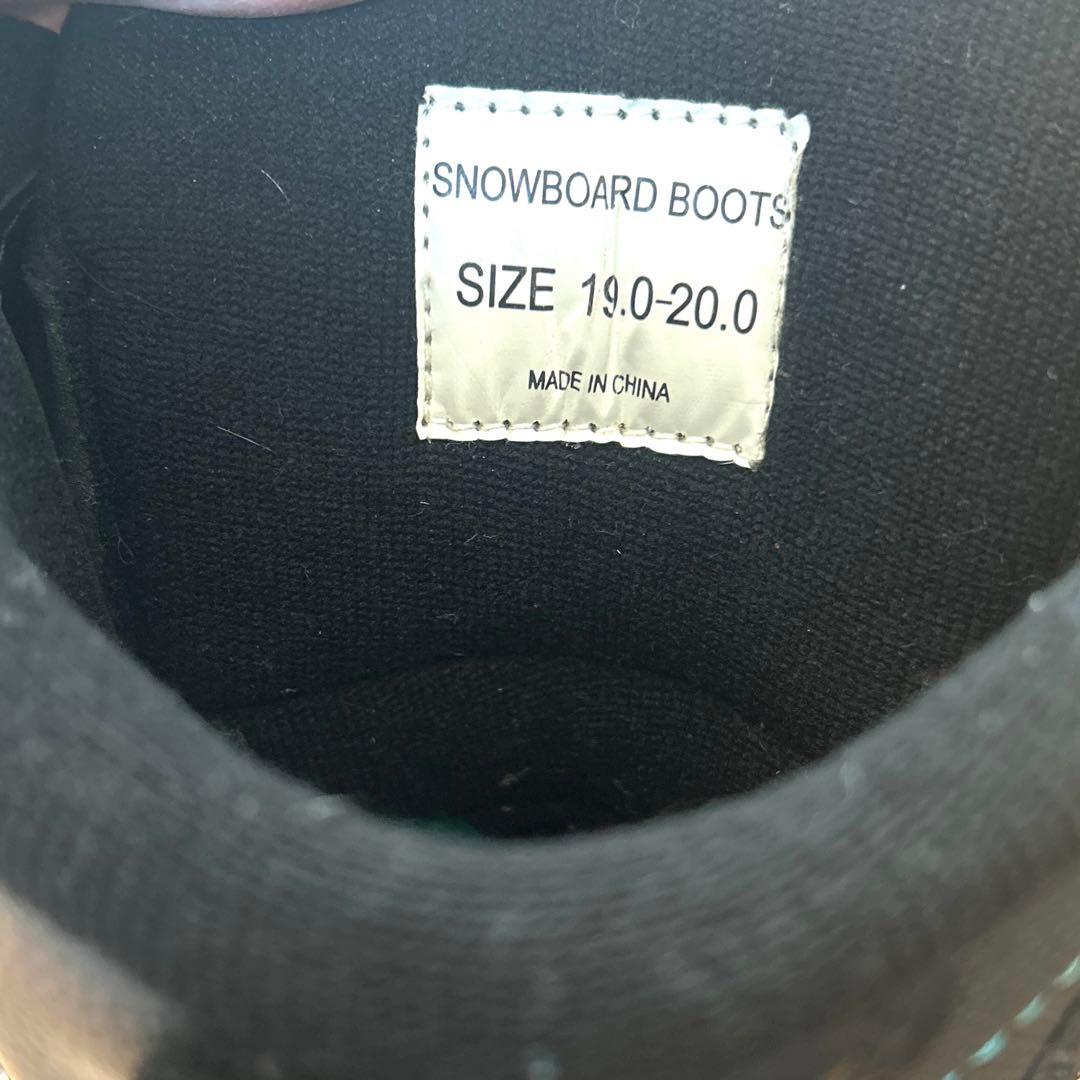 SNOWBOARD BOOTS
SIZE 19.0-20.0
MADE IN CHINA